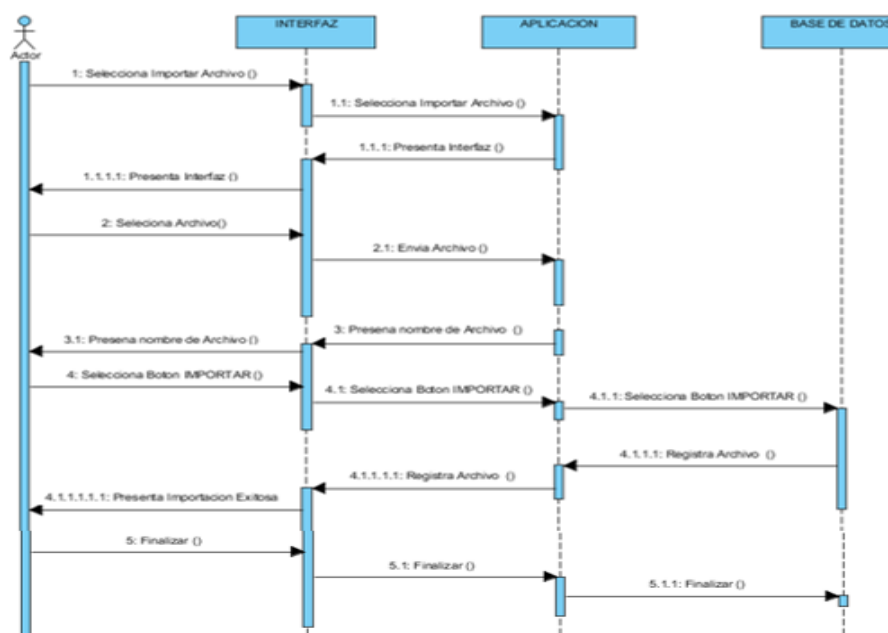 INTERFAZ
APLICACION
BASE DE DATOS
Actor
1: Selecciona Importar Archivo ()
1.1: Selecciona Importar Archivo ()
1.1.1: Presenta Interfaz ()
1.1.1.1: Presenta Interfaz ()
2: Seleciona Archivo()
2.1: Envia Archivo ()
3: Presena nombre de Archivo ()
3.1: Presena nombre de Archivo ()
4: Selecciona Boton IMPORTAR ()
4.1: Selecciona Boton IMPORTAR ()
4.1.1: Selecciona Boton IMPORTAR ()
4.1.1.1: Registra Archivo ()
4.1.1.1.1: Registra Archivo ()
4.1.1.1.1.1: Presenta Importacion Exitosa
5: Finalizar ()
5.1: Finalizar ()
5.1.1: Finalizar ()